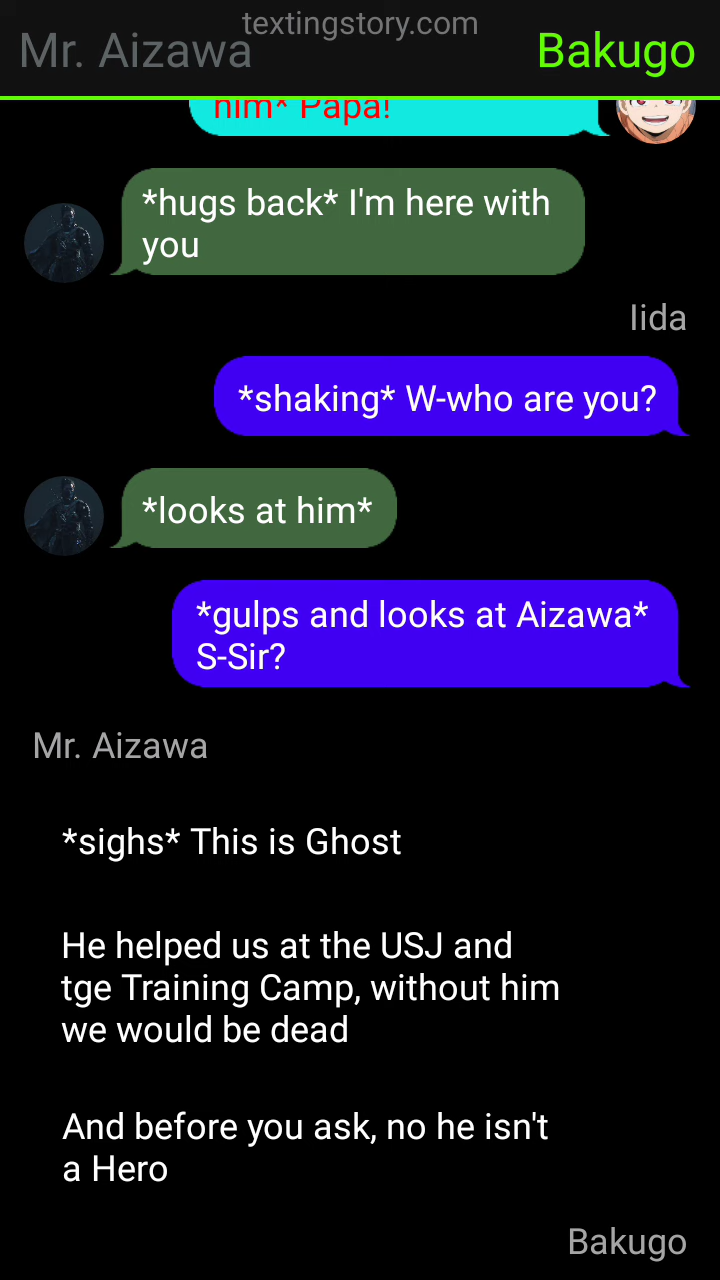 textingstory.com
Mr. Aizawa
Bakugo
him* Papa!
*hugs back* I'm here with
you
Iida
*shaking* W-who are you?
*looks at him*
*gulps and looks at Aizawa*
S-Sir?
Mr. Aizawa
*sighs* This is Ghost
He helped us at the USJ and
tge Training Camp, without him
we would be dead
And before you ask, no he isn't
a Hero
Bakugo